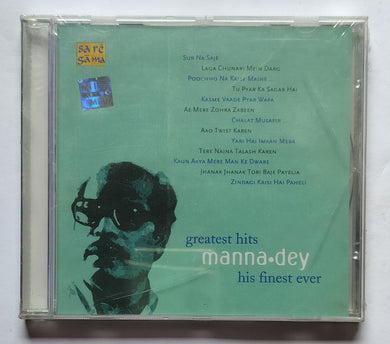 sa re
ga ma
SUR NA SAJE
LAGA CHUNARI MEIN DAAG
POOCHHO NA KAISE MAINE
TU PYAR KA SAGAR HAI
KASME VAADE PYAR WAFA
AE MERE ZOHRA ZABEEN
CHALAT MUSAFIR
AAO TWIST KAREN
YARI HAI IMAAN MERA
TERE NAINA TALASH KAREN
KAUN AAYA MERE MAN KE DWARE
JHANAK JHANAK TORI BAJE PAYELIA
ZINDAGI KAISI HAI PAHELI
greatest hits
manna•dey
his finest ever